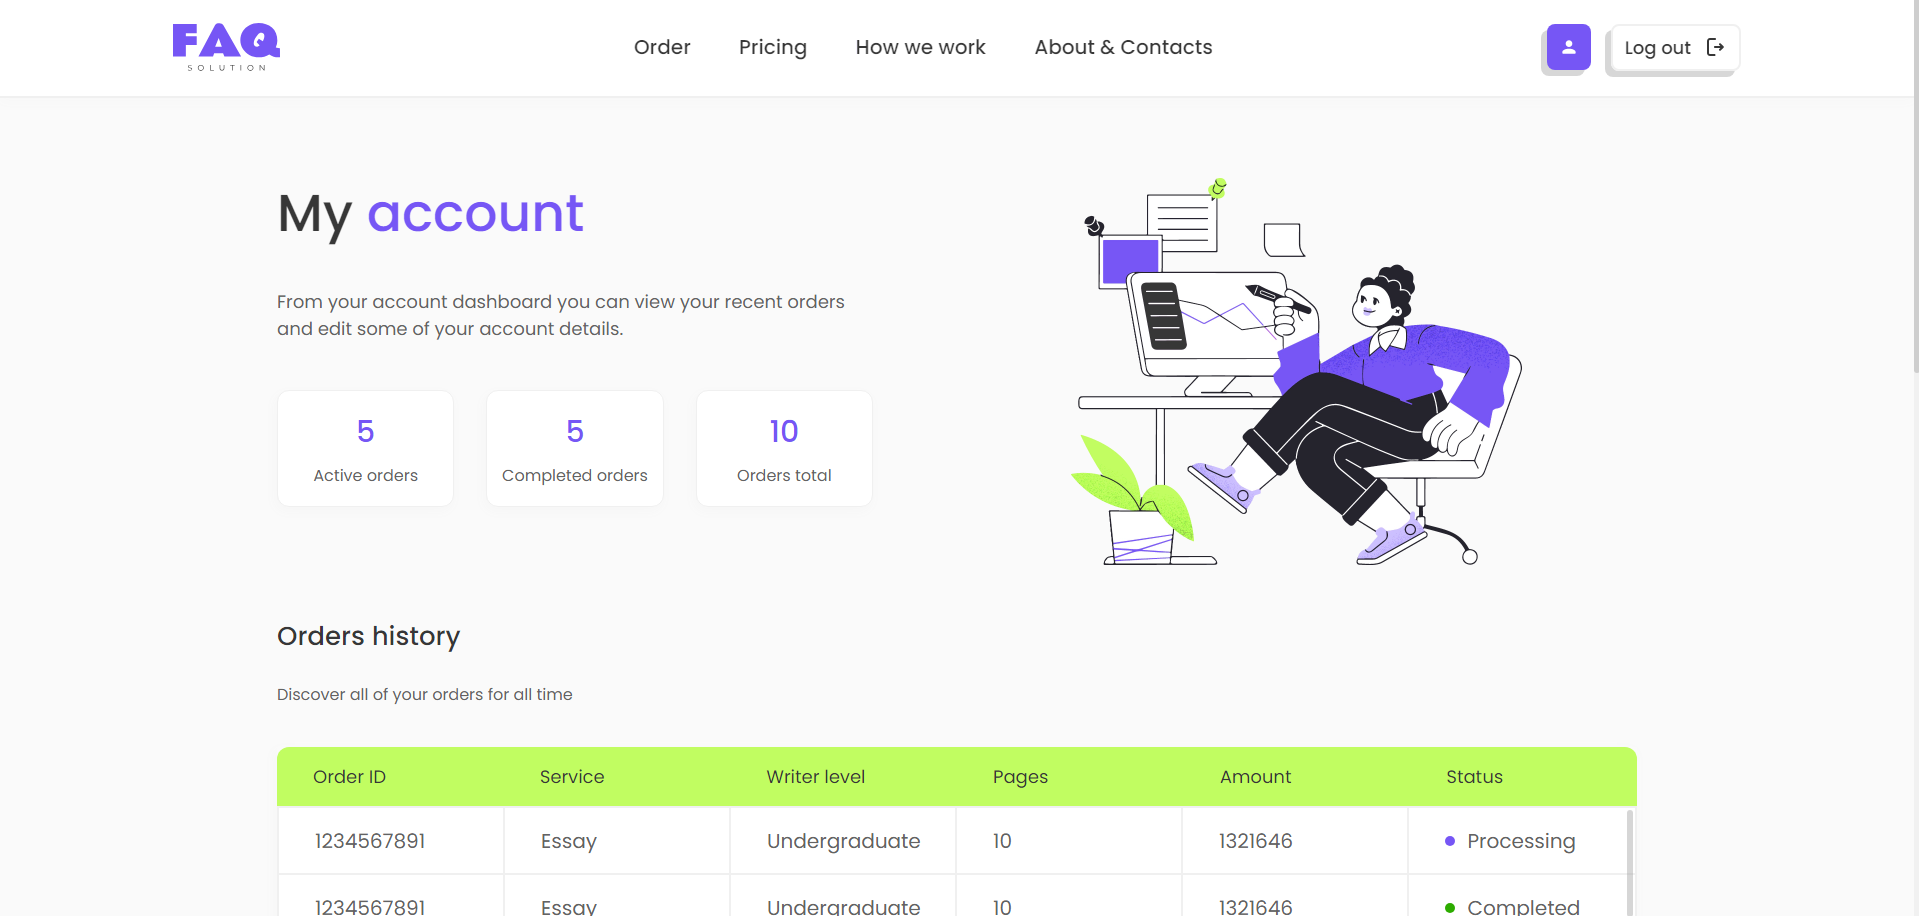 FAQ
SOLUTION
Order Pricing How we work About & Contacts
Log out
My account
From your account dashboard you can view your recent orders
and edit some of your account details.
5 5 10
Active orders Completed orders Orders total
Orders history
Discover all of your orders for all time
Order ID Service Writer level Pages Amount Status
1234567891 Essay Undergraduate 10 1321646 Processing
1234567891 Essay Undergraduate 10 1321646 Completed